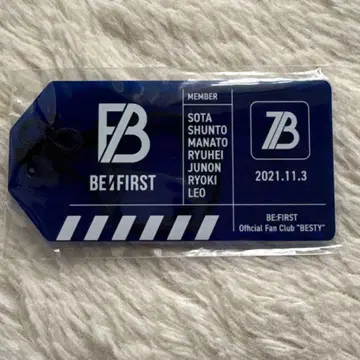 BE:FIRST
MEMBER
SOTA
SHUNTO
MANATO
RYUHEI
JUNON
RYOKI
LEO
2021.11.3
BE:FIRST
Official Fan Club "BESTY"